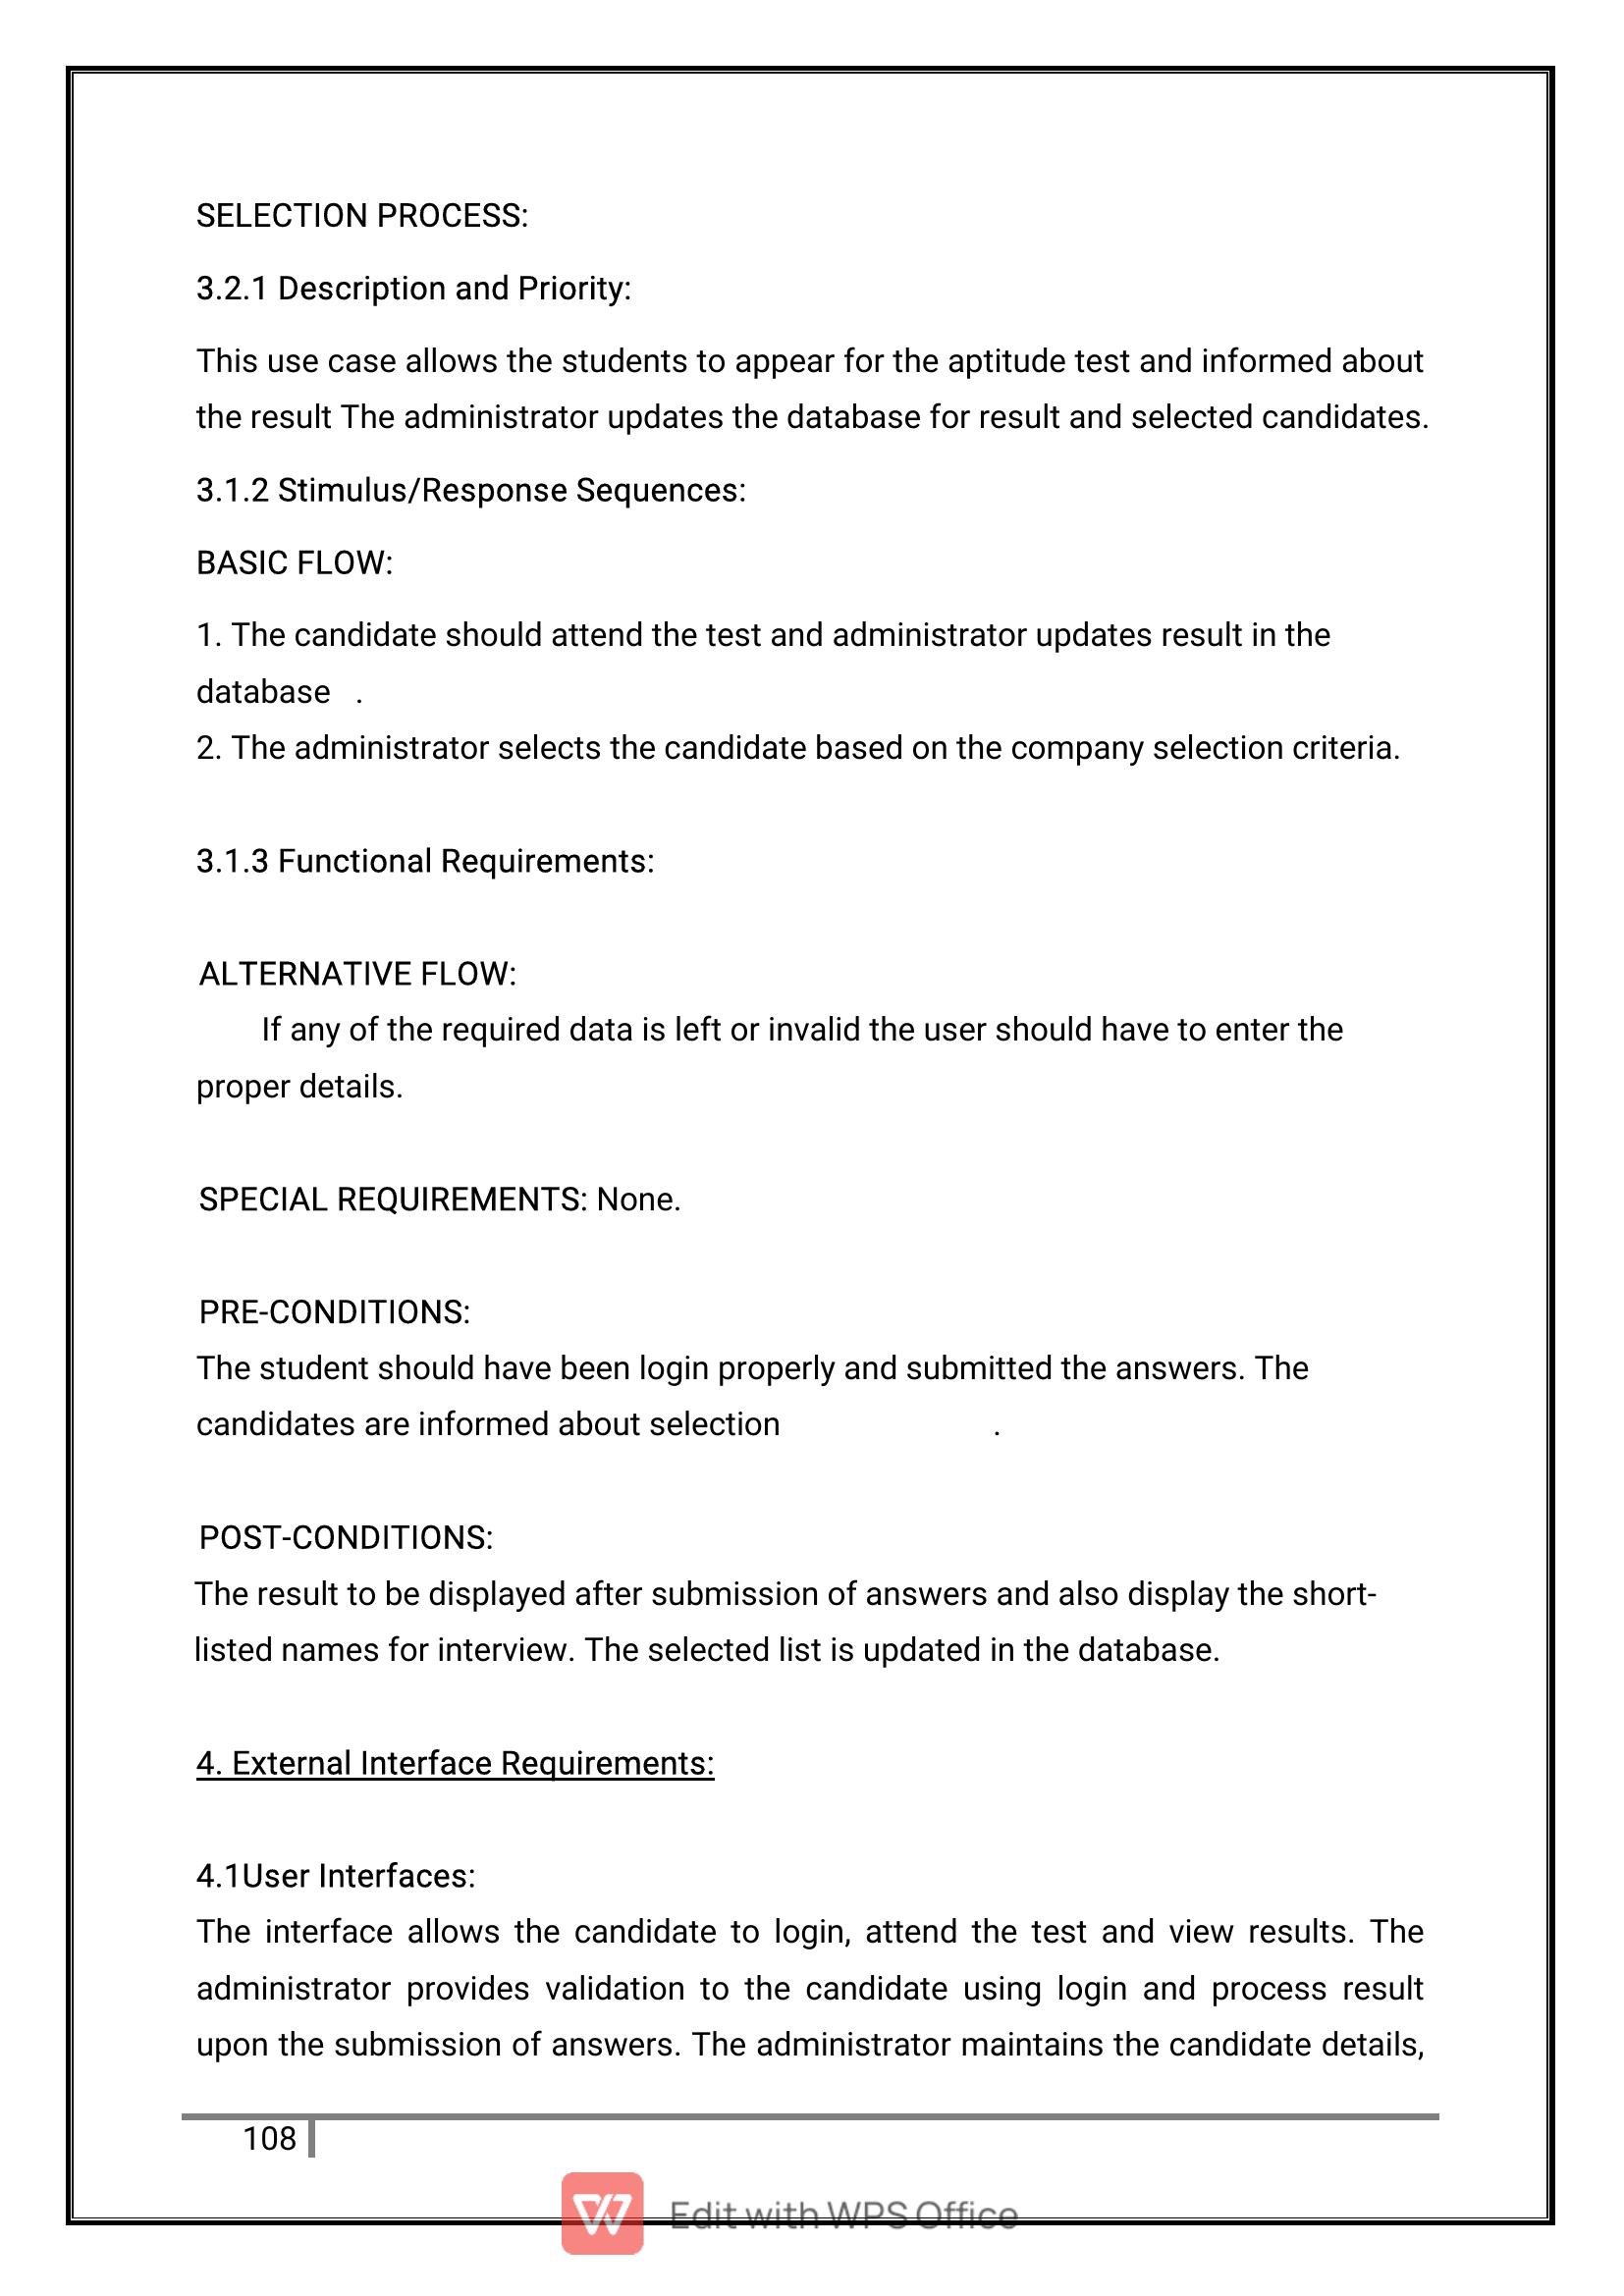 SELECTION PROCESS:
3.2.1 Description and Priority:
This use case allows the students to appear for the aptitude test and informed about
the result The administrator updates the database for result and selected candidates.
3.1.2 Stimulus/Response Sequences:
BASIC FLOW:
1. The candidate should attend the test and administrator updates result in the
database .
2. The administrator selects the candidate based on the company selection criteria.
3.1.3 Functional Requirements:
ALTERNATIVE FLOW:
If any of the required data is left or invalid the user should have to enter the
proper details.
SPECIAL REQUIREMENTS: None.
PRE-CONDITIONS:
The student should have been login properly and submitted the answers. The
candidates are informed about selection .
POST-CONDITIONS:
The result to be displayed after submission of answers and also display the short-
listed names for interview. The selected list is updated in the database.
4. External Interface Requirements:
4.1User Interfaces:
The interface allows the candidate to login, attend the test and view results. The
administrator provides validation to the candidate using login and process result
upon the submission of answers. The administrator maintains the candidate details,
108
Edit with WPS Office